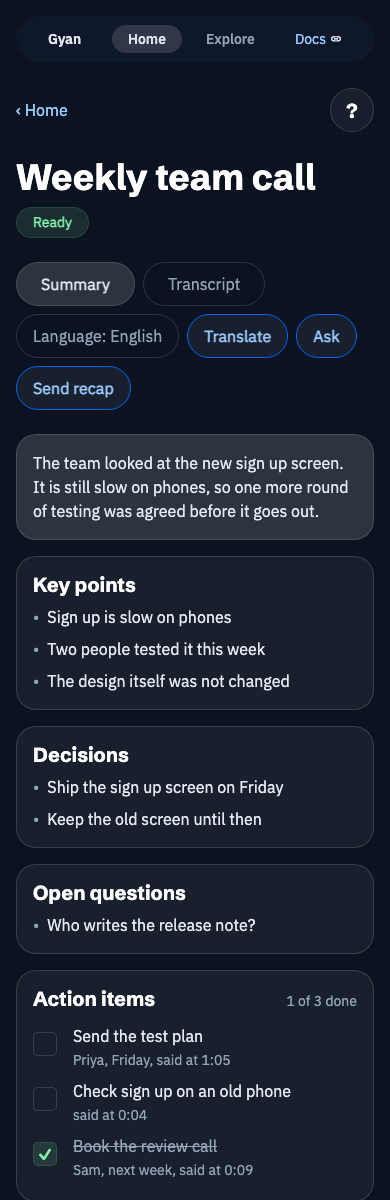 Gyan Home Explore Docs
‹ Home ?
Weekly team call
Ready
Summary Transcript
Language: English Translate Ask
Send recap
The team looked at the new sign up screen.
It is still slow on phones, so one more round
of testing was agreed before it goes out.
Key points
• Sign up is slow on phones
• Two people tested it this week
• The design itself was not changed
Decisions
• Ship the sign up screen on Friday
• Keep the old screen until then
Open questions
• Who writes the release note?
Action items 1 of 3 done
Send the test plan
Priya, Friday, said at 1:05
Check sign up on an old phone
said at 0:04
Book the review call
Sam, next week, said at 0:09